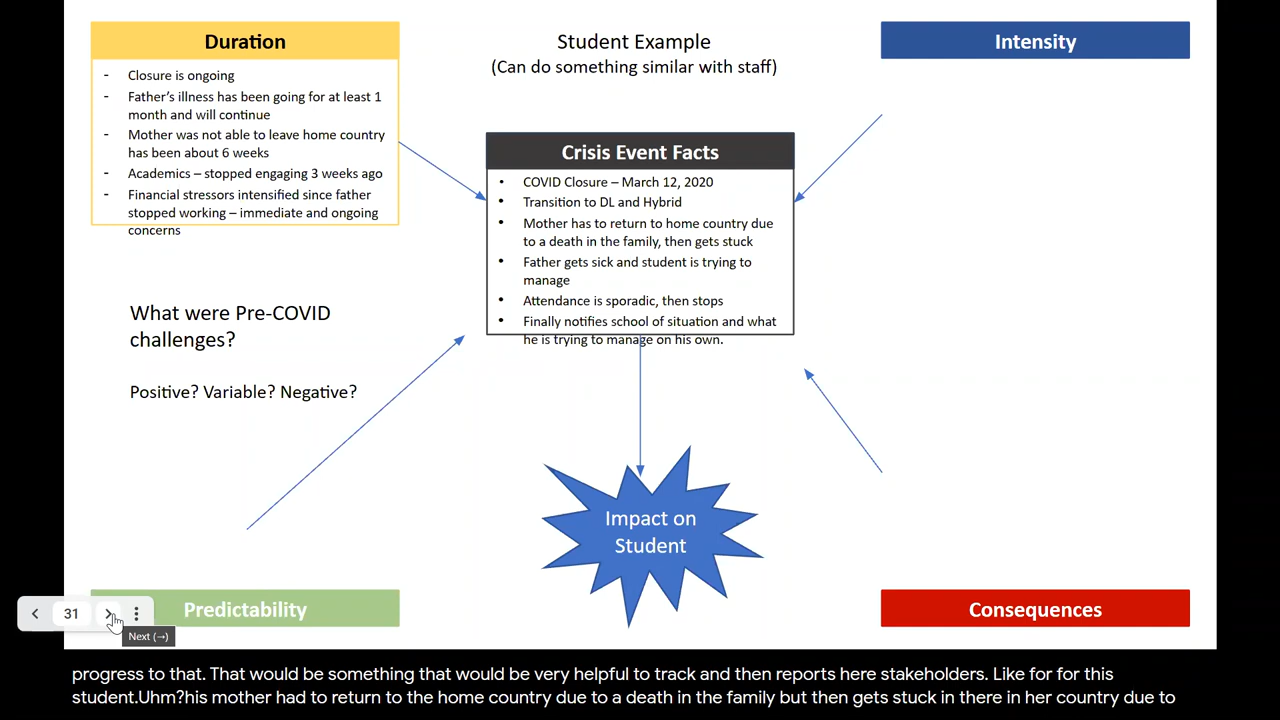 Duration
- Closure is ongoing
- Father's illness has been going for at least 1
month and will continue
- Mother was not able to leave home country
has been about 6 weeks
- Academics – stopped engaging 3 weeks ago
- Financial stressors intensified since father
stopped working – immediate and ongoing
concerns
Student Example
(Can do something similar with staff)
Intensity
Crisis Event Facts
• COVID Closure – March 12, 2020
• Transition to DL and Hybrid
• Mother has to return to home country due
to a death in the family, then gets stuck
• Father gets sick and student is trying to
manage
• Attendance is sporadic, then stops
• Finally notifies school of situation and what
he is trying to manage on his own.
What were Pre-COVID
challenges?
Positive? Variable? Negative?
Impact on
Student
Predictability
Consequences
31
Next (→)
progress to that. That would be something that would be very helpful to track and then reports here stakeholders. Like for for this
student.Uhm?his mother had to return to the home country due to a death in the family but then gets stuck in there in her country due to